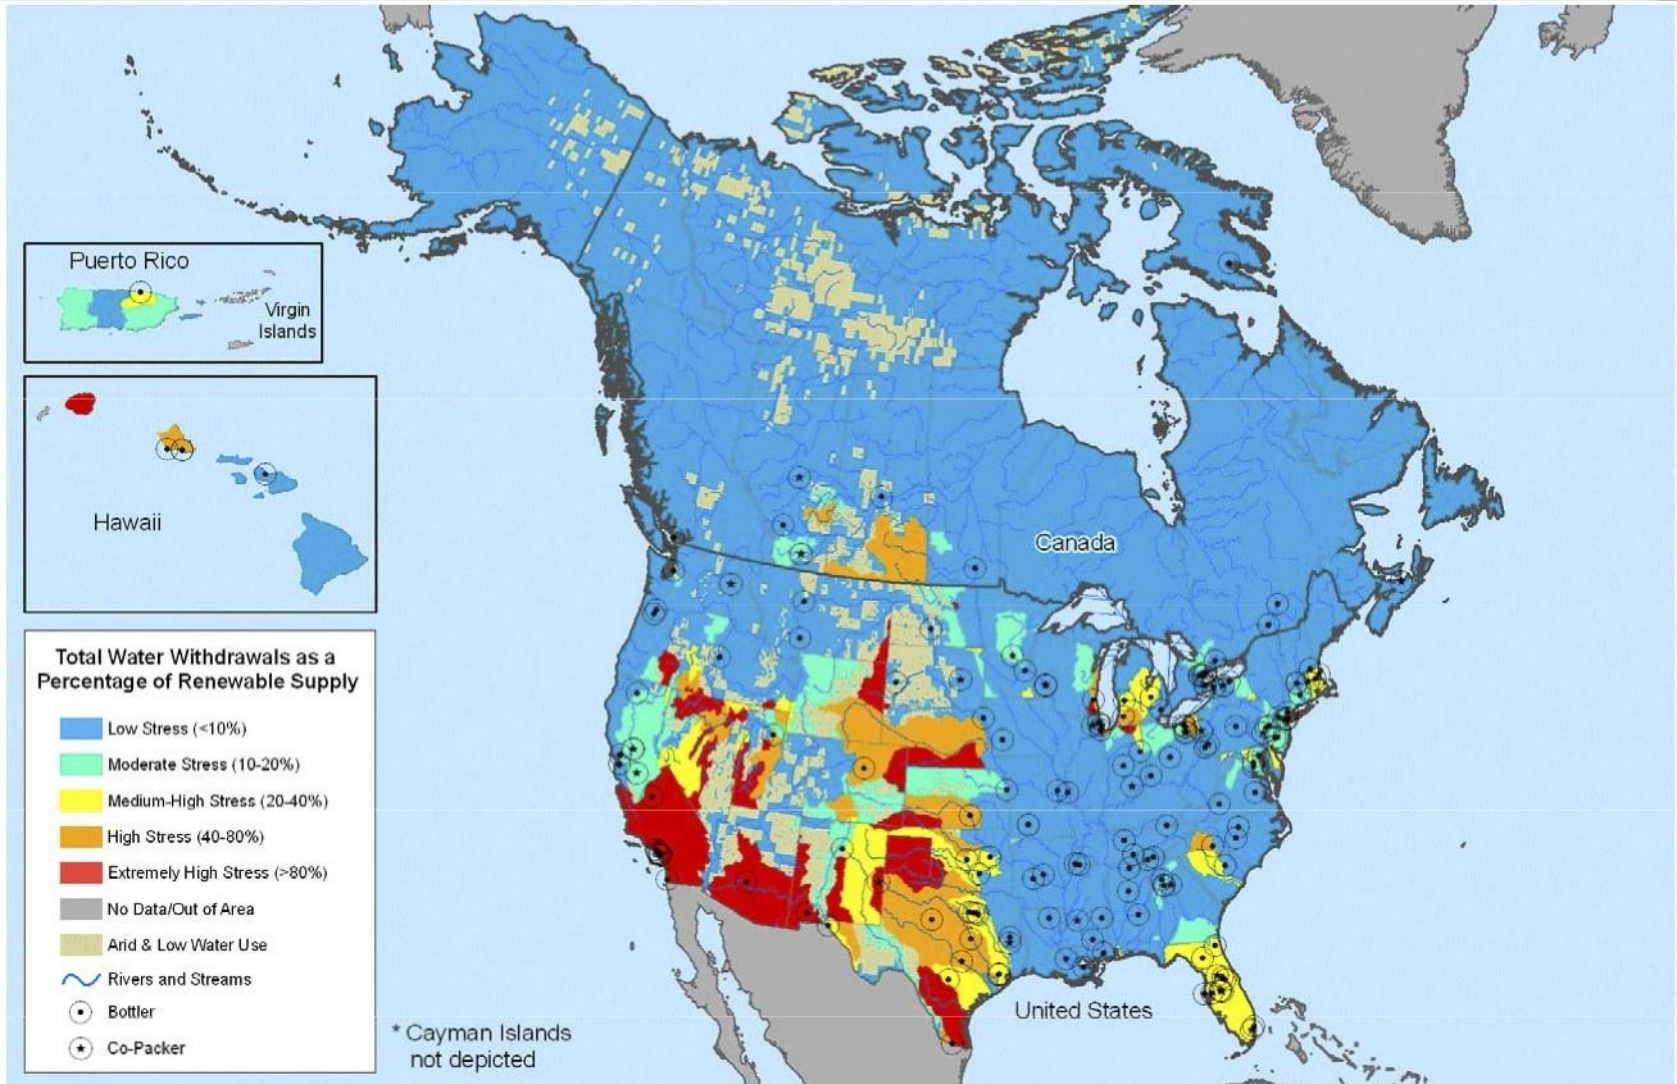 Puerto Rico
Virgin
Islands
Hawaii
Canada
United States
Total Water Withdrawals as a
Percentage of Renewable Supply
Low Stress (<10%)
Moderate Stress (10-20%)
Medium-High Stress (20-40%)
High Stress (40-80%)
Extremely High Stress (>80%)
No Data/Out of Area
Arid & Low Water Use
Rivers and Streams
Bottler
Co-Packer
* Cayman Islands
not depicted